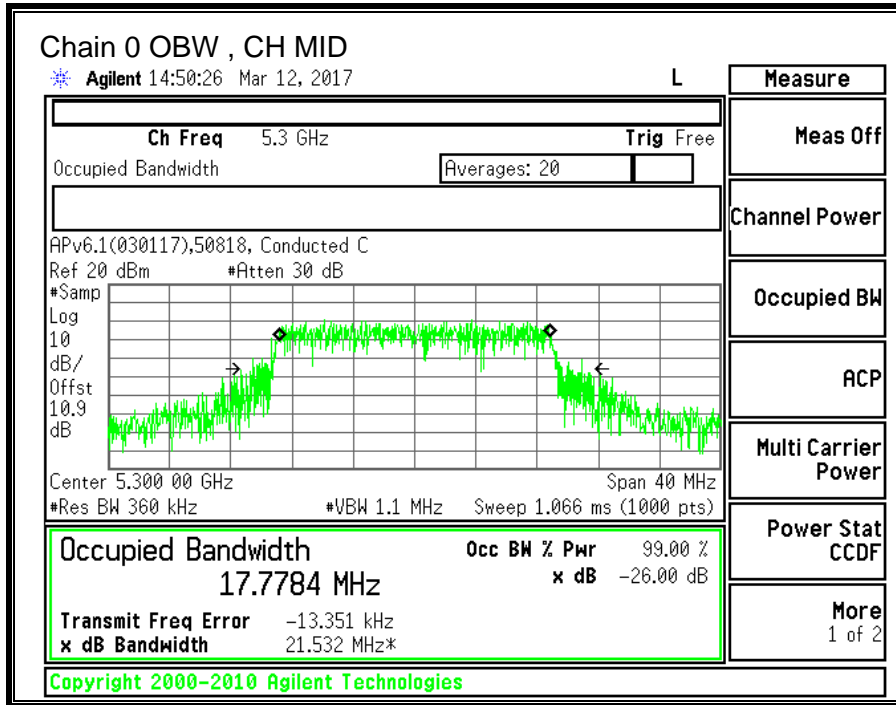 Chain 0 OBW , CH MID
Agilent 14:50:26 Mar 12, 2017 L
Measure
Ch Freq 5.3 GHz Trig Free
Occupied Bandwidth Averages: 20
APv6.1(030117),50818, Conducted C
Ref 20 dBm #Atten 30 dB
#Samp
Log
10
dB/
Offst
10.9
dB
Center 5.300 00 GHz Span 40 MHz
#Res BW 360 kHz #VBW 1.1 MHz Sweep 1.066 ms (1000 pts)
Occupied Bandwidth Occ BW % Pwr 99.00 %
17.7784 MHz x dB -26.00 dB
Transmit Freq Error -13.351 kHz
x dB Bandwidth 21.532 MHz*
Meas Off
Channel Power
Occupied BW
ACP
Multi Carrier
Power
Power Stat
CCDF
More
1 of 2
Copyright 2000-2010 Agilent Technologies